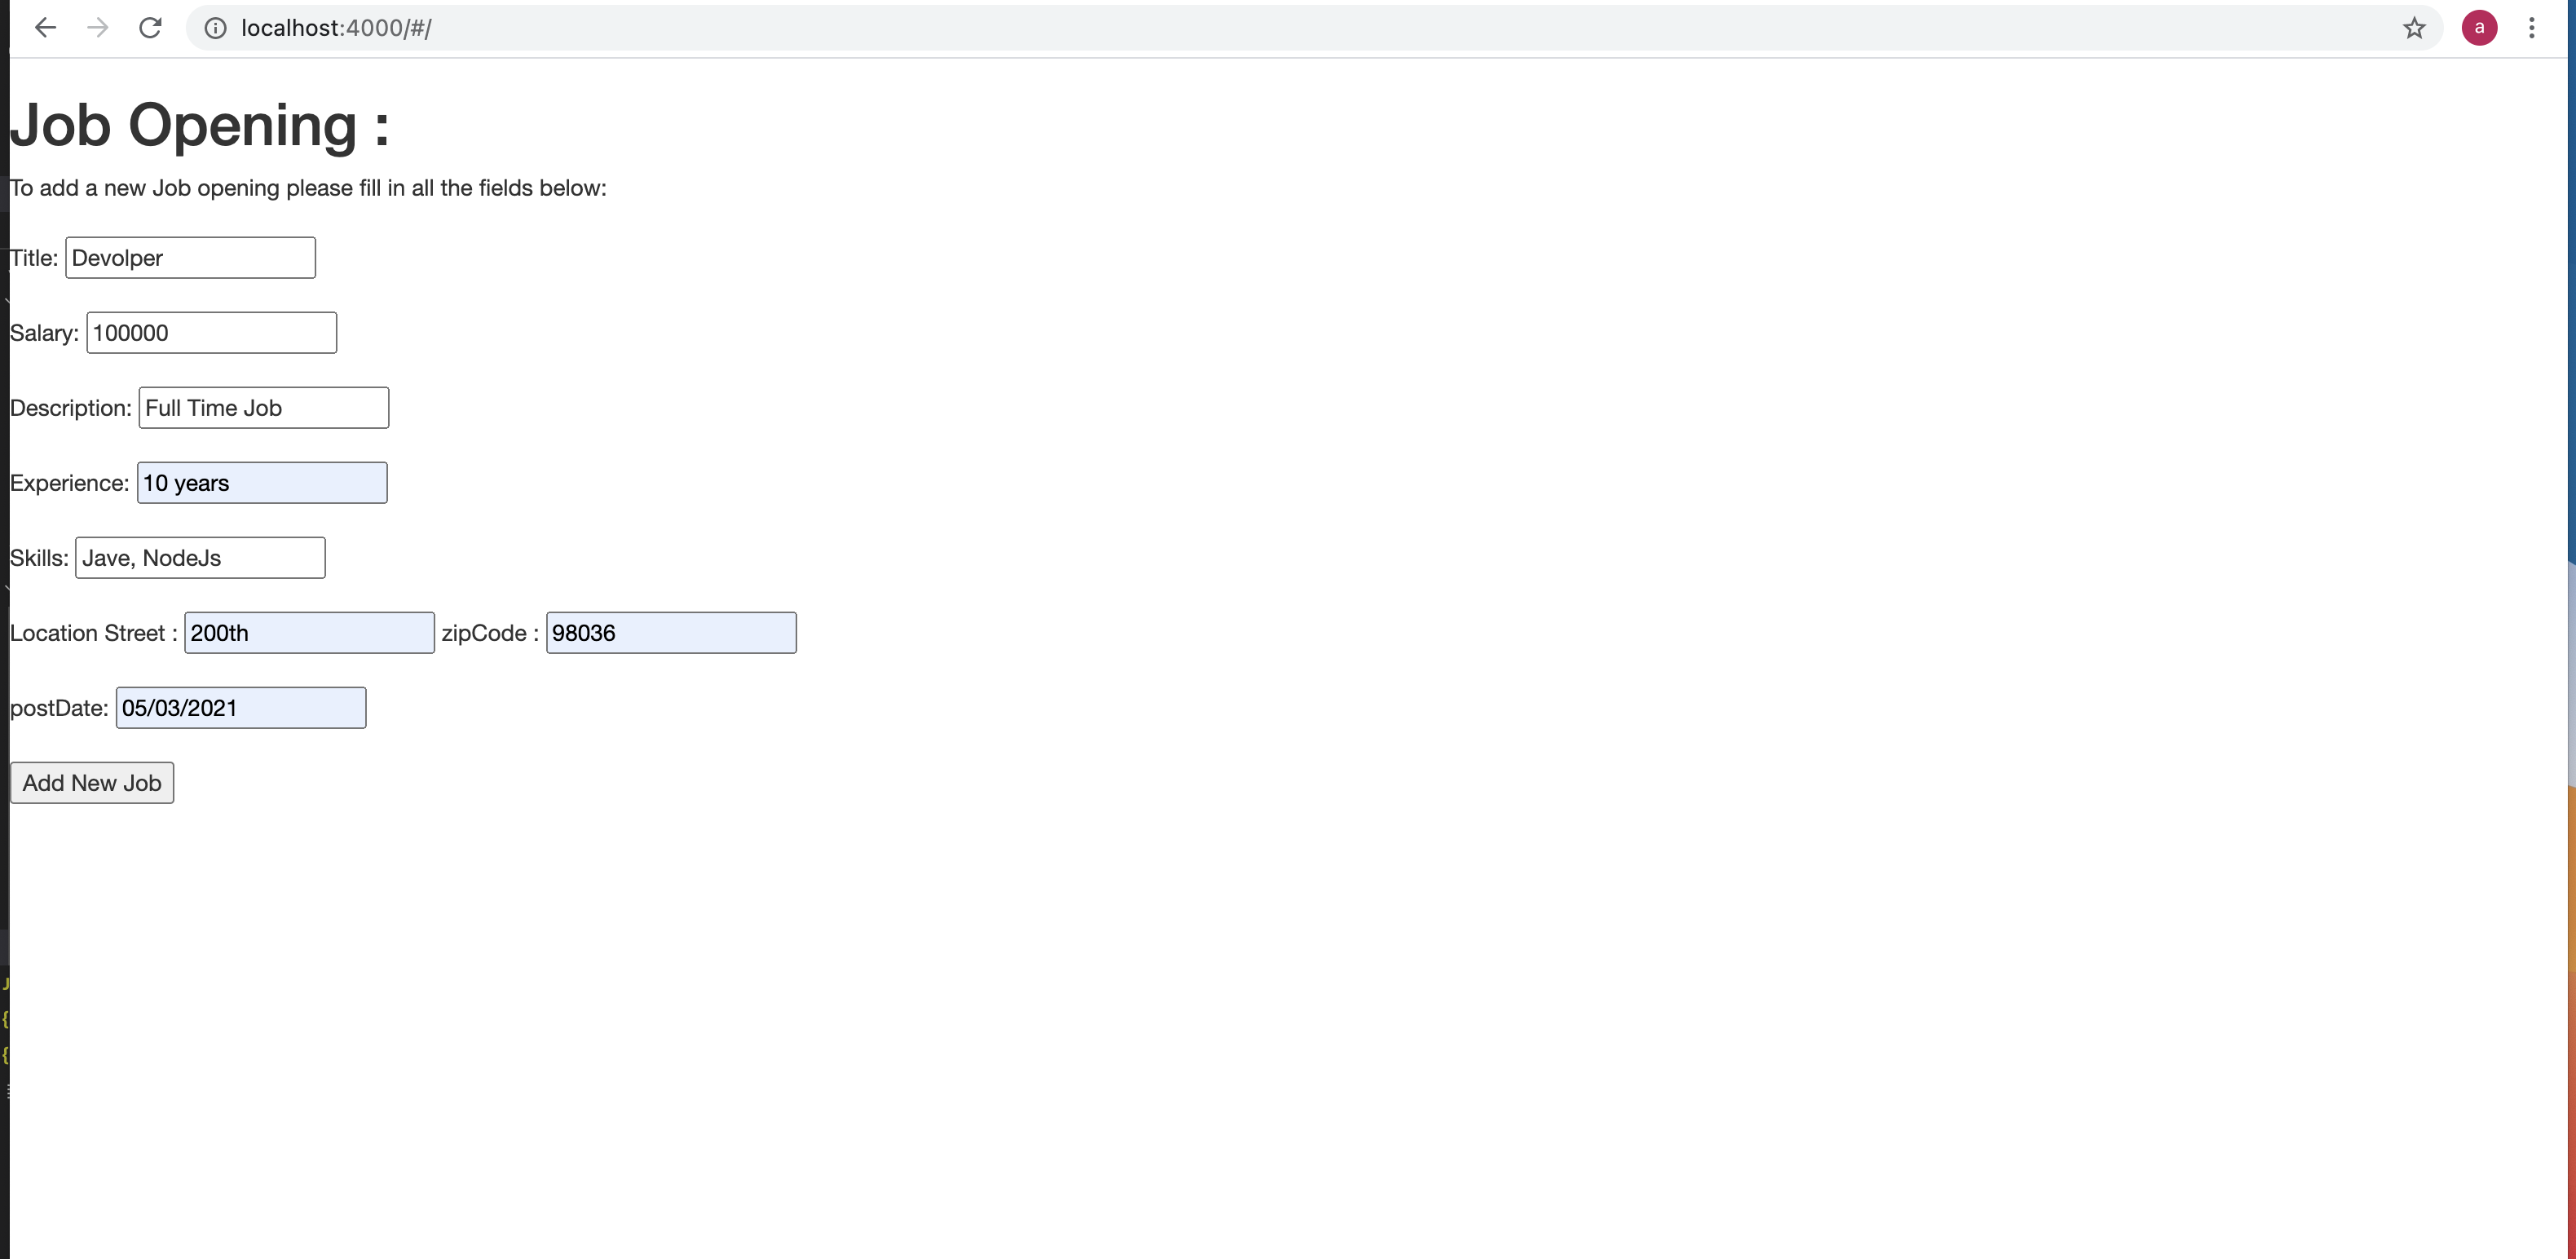 localhost:4000/#/
a
Job Opening :
To add a new Job opening please fill in all the fields below:
Title: Devolper
Salary: 100000
Description: Full Time Job
Experience: 10 years
Skills: Jave, NodeJs
Location Street : 200th zipCode : 98036
postDate: 05/03/2021
Add New Job